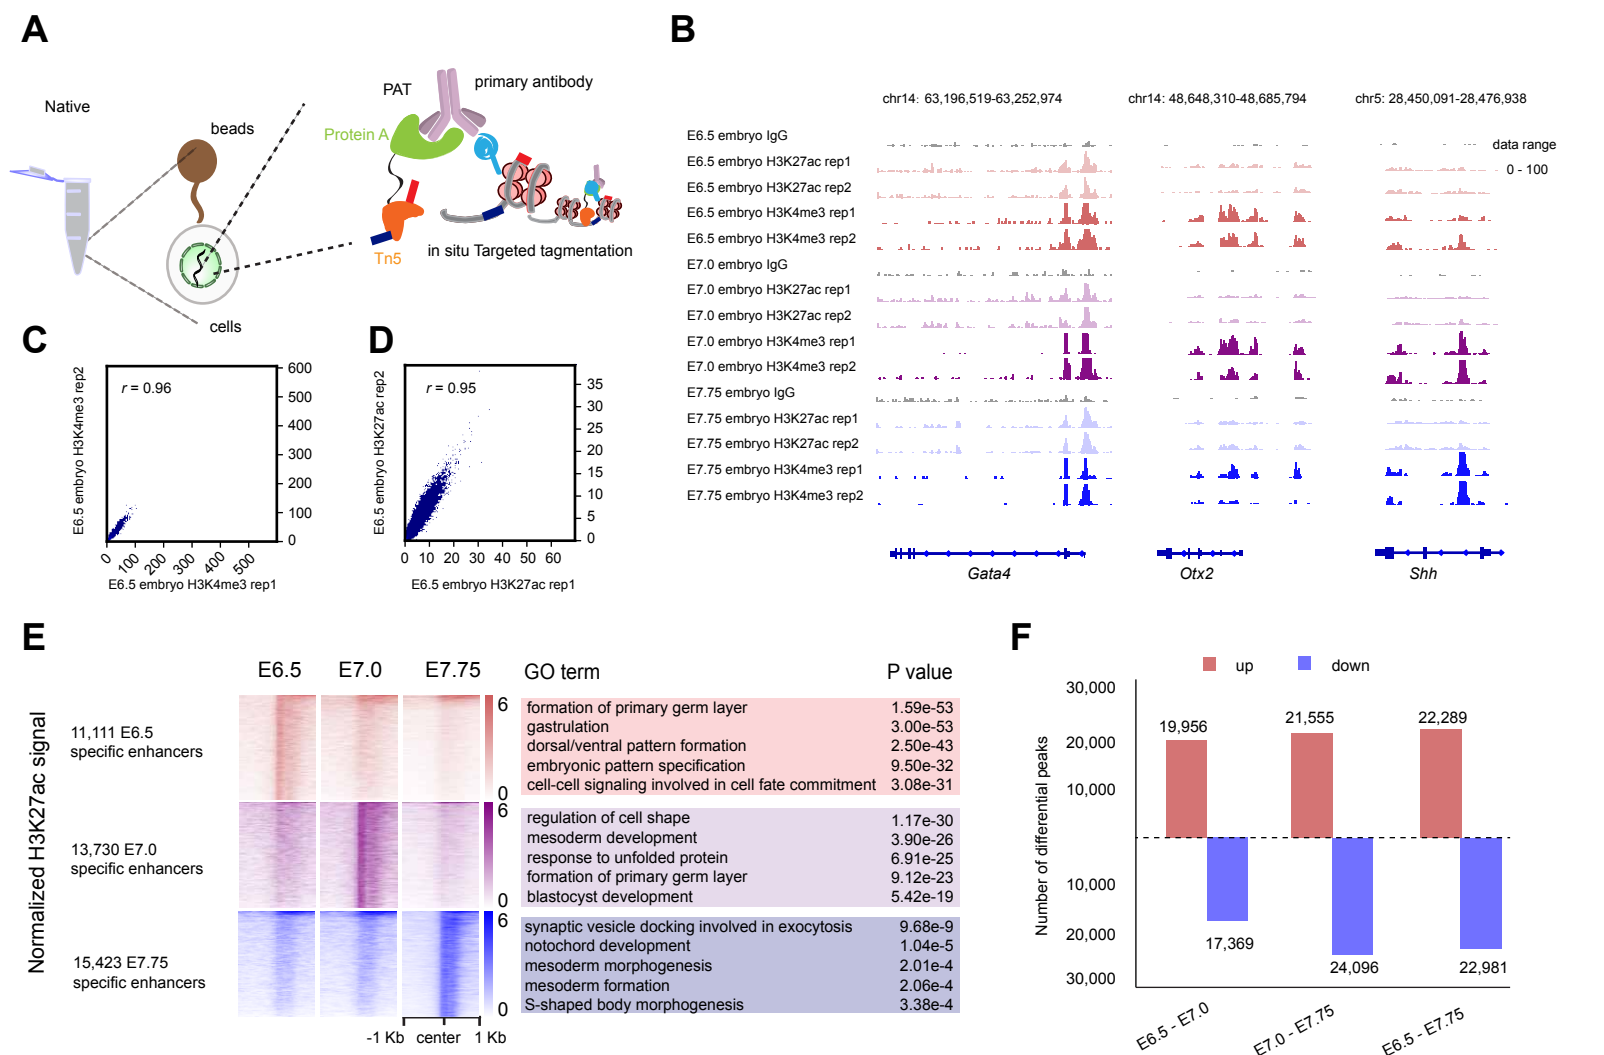 A
Native
beads
cells
PAT
primary antibody
Protein A
Tn5
in situ Targeted tagmentation
B
chr14: 63,196,519-63,252,974
chr14: 48,648,310-48,685,794
chr5: 28,450,091-28,476,938
data range
0 - 100
E6.5 embryo IgG
E6.5 embryo H3K27ac rep1
E6.5 embryo H3K27ac rep2
E6.5 embryo H3K4me3 rep1
E6.5 embryo H3K4me3 rep2
E7.0 embryo IgG
E7.0 embryo H3K27ac rep1
E7.0 embryo H3K27ac rep2
E7.0 embryo H3K4me3 rep1
E7.0 embryo H3K4me3 rep2
E7.75 embryo IgG
E7.75 embryo H3K27ac rep1
E7.75 embryo H3K27ac rep2
E7.75 embryo H3K4me3 rep1
E7.75 embryo H3K4me3 rep2
Gata4
Otx2
Shh
C
r = 0.96
E6.5 embryo H3K4me3 rep2
600
500
400
300
200
100
0
0 100 200 300 400 500
E6.5 embryo H3K4me3 rep1
D
r = 0.95
E6.5 embryo H3K27ac rep2
35
30
25
20
15
10
5
0
0 10 20 30 40 50 60
E6.5 embryo H3K27ac rep1
E
Normalized H3K27ac signal
E6.5 E7.0 E7.75
GO term P value
11,111 E6.5
specific enhancers
6
0
formation of primary germ layer 1.59e-53
gastrulation 3.00e-53
dorsal/ventral pattern formation 2.50e-43
embryonic pattern specification 9.50e-32
cell-cell signaling involved in cell fate commitment 3.08e-31
13,730 E7.0
specific enhancers
6
0
regulation of cell shape 1.17e-30
mesoderm development 3.90e-26
response to unfolded protein 6.91e-25
formation of primary germ layer 9.12e-23
blastocyst development 5.42e-19
15,423 E7.75
specific enhancers
6
0
synaptic vesicle docking involved in exocytosis 9.68e-9
notochord development 1.04e-5
mesoderm morphogenesis 2.01e-4
mesoderm formation 2.06e-4
S-shaped body morphogenesis 3.38e-4
-1 Kb center 1 Kb
F
up down
Number of differential peaks
30,000
20,000
10,000
10,000
20,000
30,000
19,956
21,555
22,289
17,369
24,096
22,981
E6.5 - E7.0
E7.0 - E7.75
E6.5 - E7.75